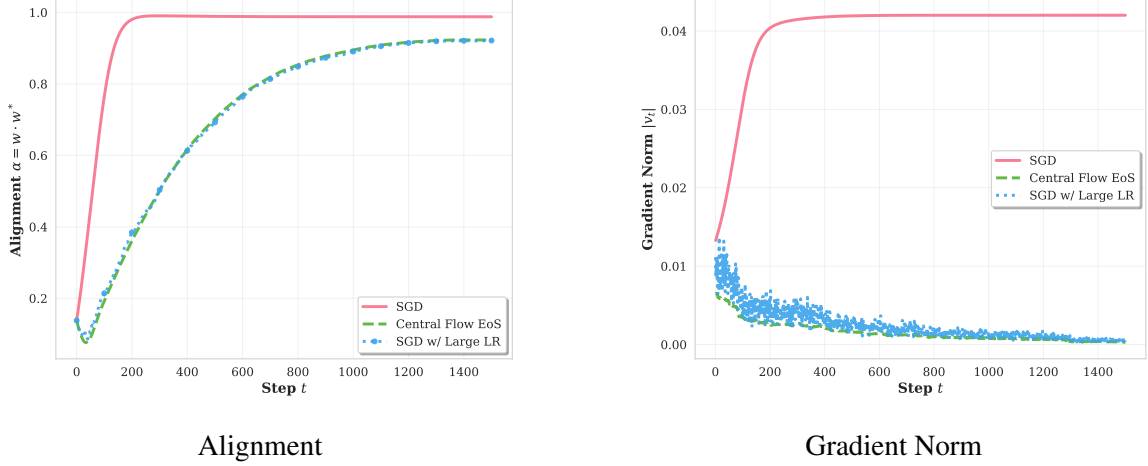 1.0
0.8
0.6
0.4
0.2
Alignment α = w · w*
0 200 400 600 800 1000 1200 1400
Step t
SGD
Central Flow EoS
SGD w/ Large LR
Alignment
0.04
0.03
0.02
0.01
0.00
Gradient Norm |v_t|
0 200 400 600 800 1000 1200 1400
Step t
SGD
Central Flow EoS
SGD w/ Large LR
Gradient Norm